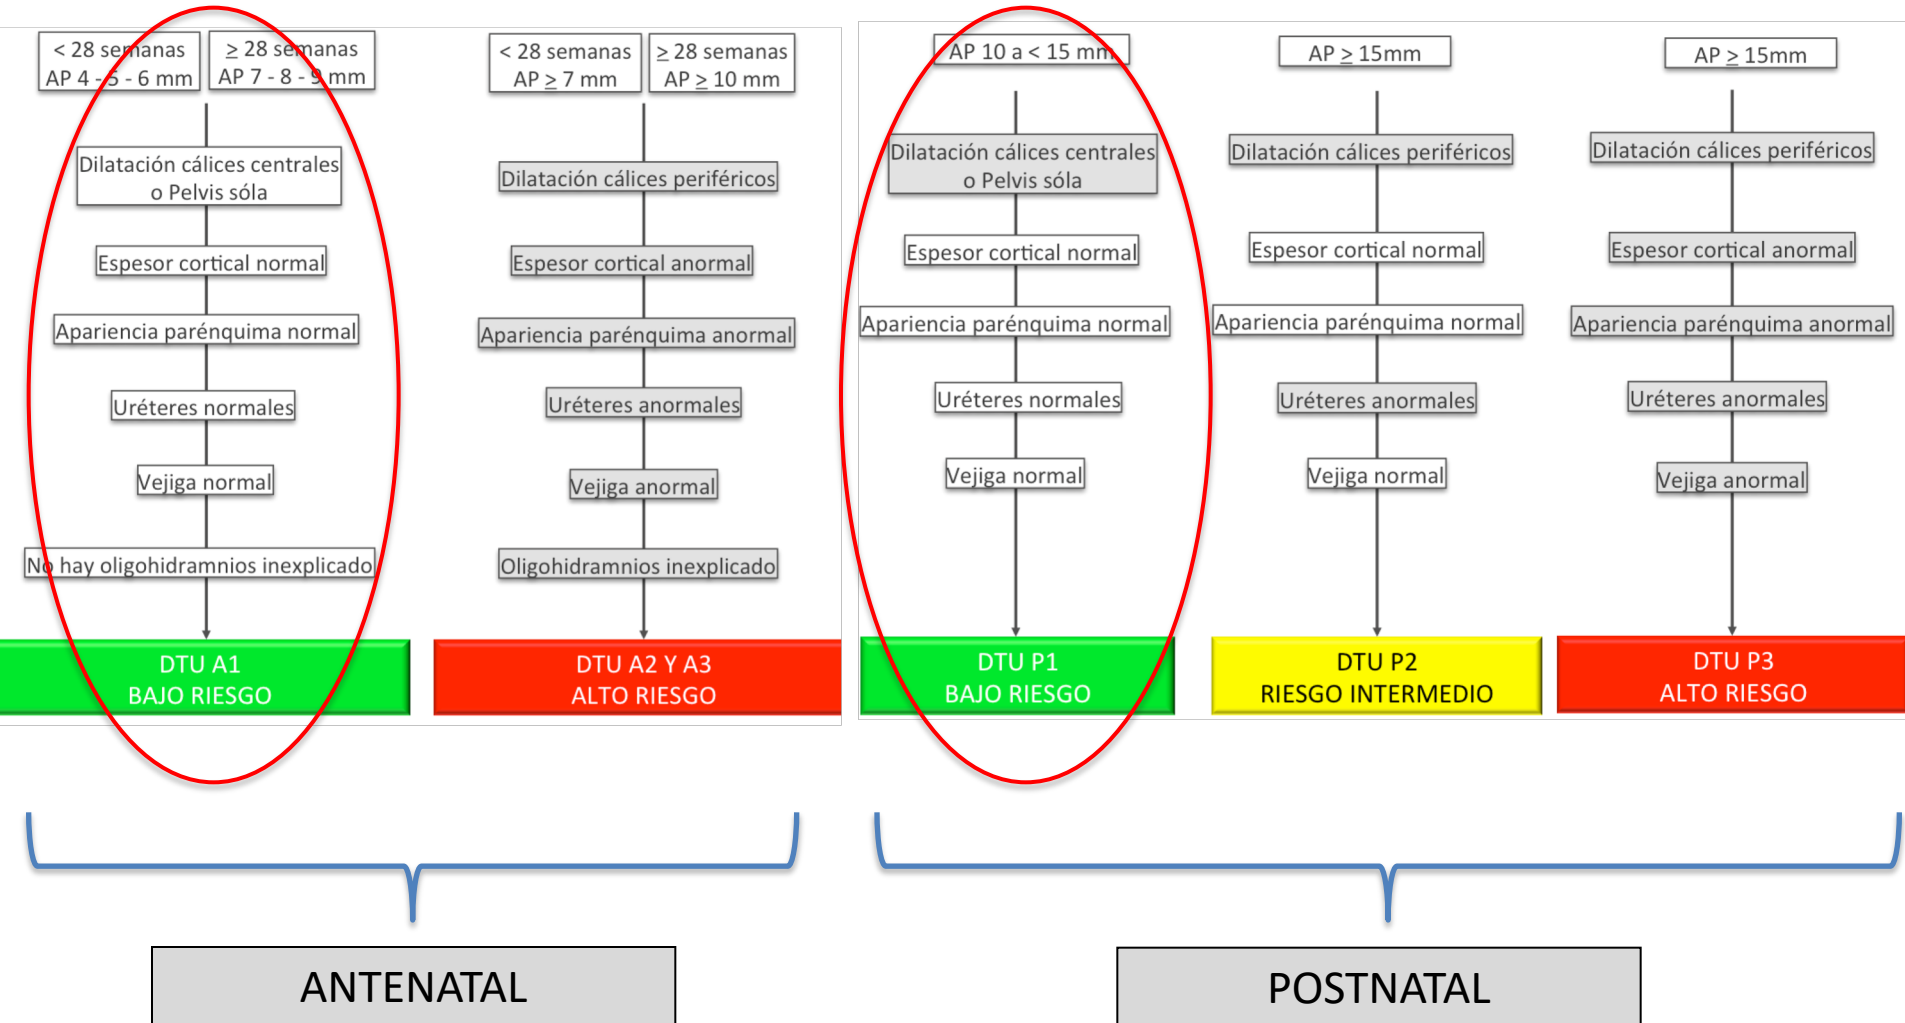 < 28 semanas
AP 4 - 5 - 6 mm
≥ 28 semanas
AP 7 - 8 - 9 mm
Dilatación cálices centrales
o Pelvis sóla
Espesor cortical normal
Apariencia parénquima normal
Uréteres normales
Vejiga normal
No hay oligohidramnios inexplicado
DTU A1
BAJO RIESGO
< 28 semanas
AP ≥ 7 mm
≥ 28 semanas
AP ≥ 10 mm
Dilatación cálices periféricos
Espesor cortical anormal
Apariencia parénquima anormal
Uréteres anormales
Vejiga anormal
Oligohidramnios inexplicado
DTU A2 Y A3
ALTO RIESGO
AP 10 a < 15 mm
Dilatación cálices centrales
o Pelvis sóla
Espesor cortical normal
Apariencia parénquima normal
Uréteres normales
Vejiga normal
DTU P1
BAJO RIESGO
AP ≥ 15mm
Dilatación cálices periféricos
Espesor cortical normal
Apariencia parénquima normal
Uréteres anormales
Vejiga normal
DTU P2
RIESGO INTERMEDIO
AP ≥ 15mm
Dilatación cálices periféricos
Espesor cortical anormal
Apariencia parénquima anormal
Uréteres anormales
Vejiga anormal
DTU P3
ALTO RIESGO
ANTENATAL
POSTNATAL